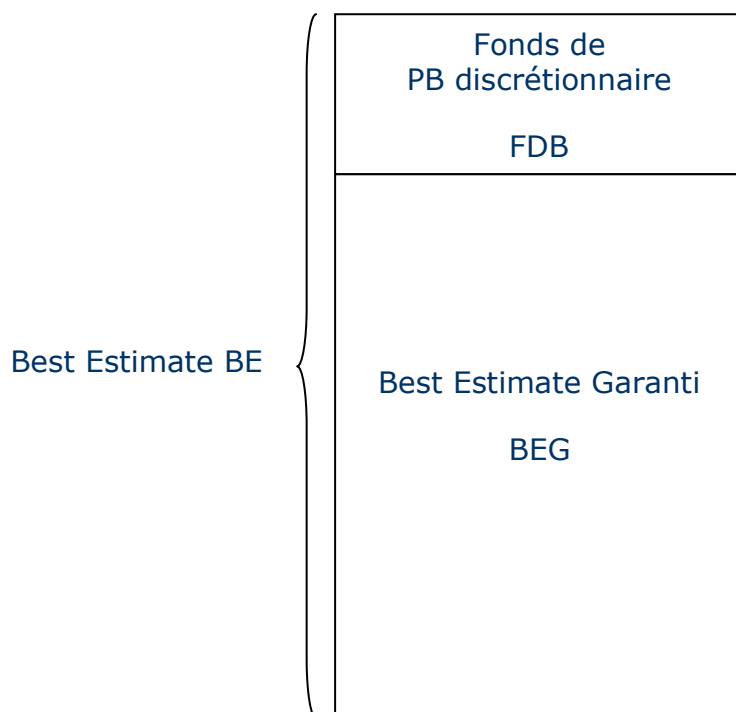 Fonds de
PB discrétionnaire
FDB
Best Estimate BE
Best Estimate Garanti
BEG